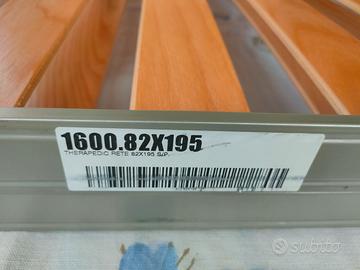 1600.82X195
THERAPEDIC RETE 82X195 S/P.
subito